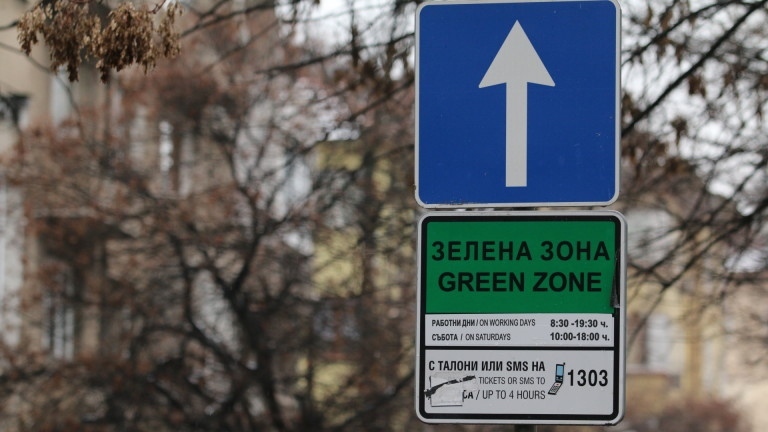 ЗЕЛЕНА ЗОНА
GREEN ZONE
РАБОТНИ ДНИ / ON WORKING DAYS 8:30 -19:30 ч.
СЪБОТА / ON SATURDAYS 10:00-18:00 ч.
С ТАЛОНИ ИЛИ SMS НА 1303
TICKETS OR SMS TO
/ UP TO 4 HOURS